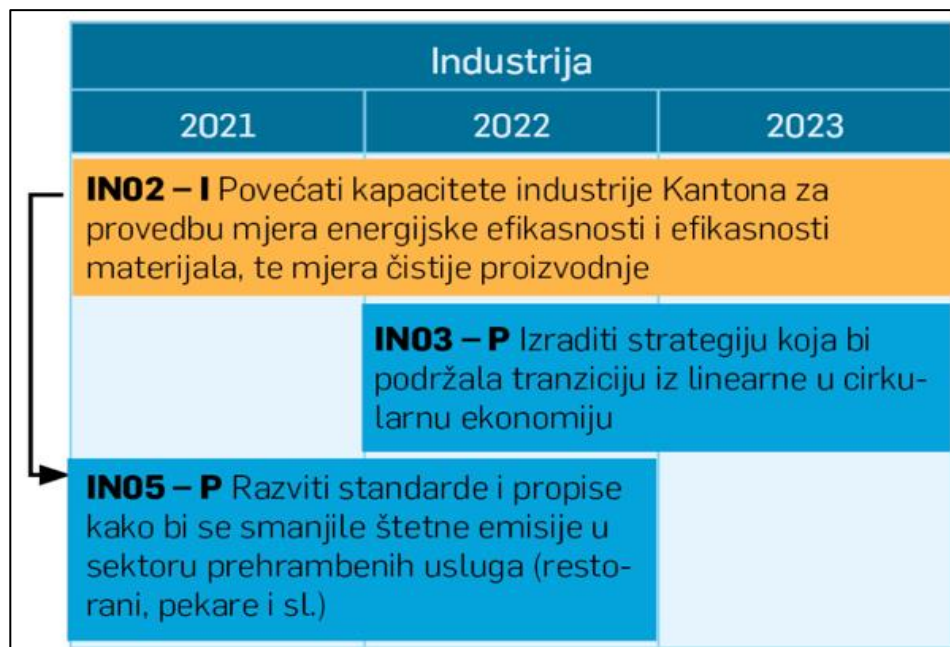 Industrija
2021 2022 2023
IN02 – I Povećati kapacitete industrije Kantona za
provedbu mjera energijske efikasnosti i efikasnosti
materijala, te mjera čistije proizvodnje
IN03 – P Izraditi strategiju koja bi
podržala tranziciju iz linearne u cirku-
larnu ekonomiju
IN05 – P Razviti standarde i propise
kako bi se smanjile štetne emisije u
sektoru prehrambenih usluga (resto-
rani, pekare i sl.)